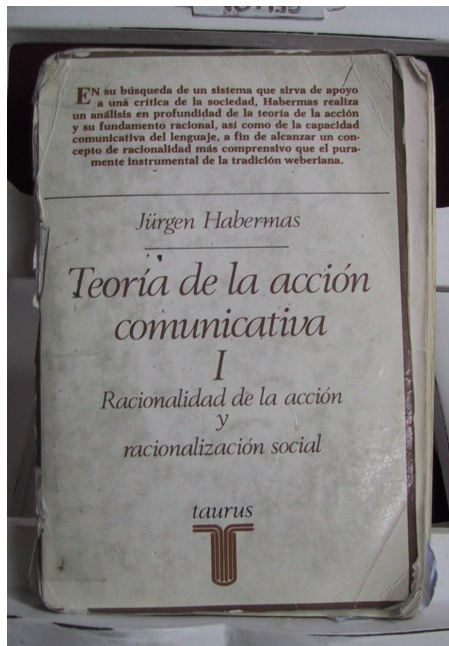 EN su búsqueda de un sistema que sirva de apoyo
a una crítica de la sociedad, Habermas realiza
un análisis en profundidad de la teoría de la acción
y su fundamento racional, así como de la capacidad
comunicativa del lenguaje, a fin de alcanzar un con-
cepto de racionalidad más comprensivo que el pura-
mente instrumental de la tradición weberiana.
Jürgen Habermas
Teoría de la acción
comunicativa
I
Racionalidad de la acción
y
racionalización social
taurus